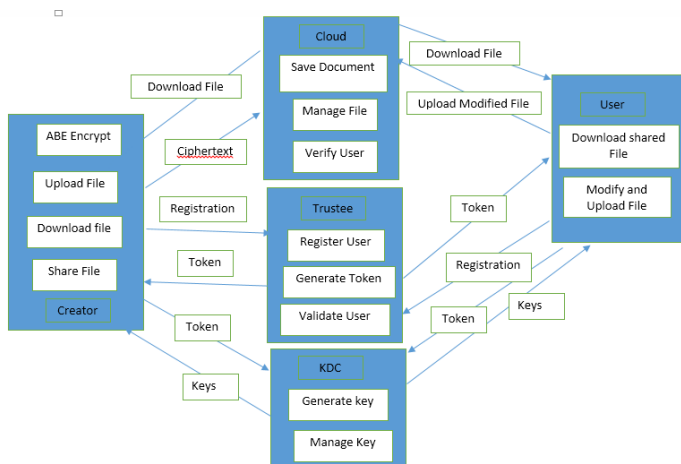 Cloud
Save Document
Manage File
Verify User
Download File
Ciphertext
Download File
Upload Modified File
User
Download shared
File
Modify and
Upload File
ABE Encrypt
Upload File
Download file
Share File
Creator
Registration
Token
Trustee
Register User
Generate Token
Validate User
Token
Registration
Token
Keys
Token
Keys
KDC
Generate key
Manage Key